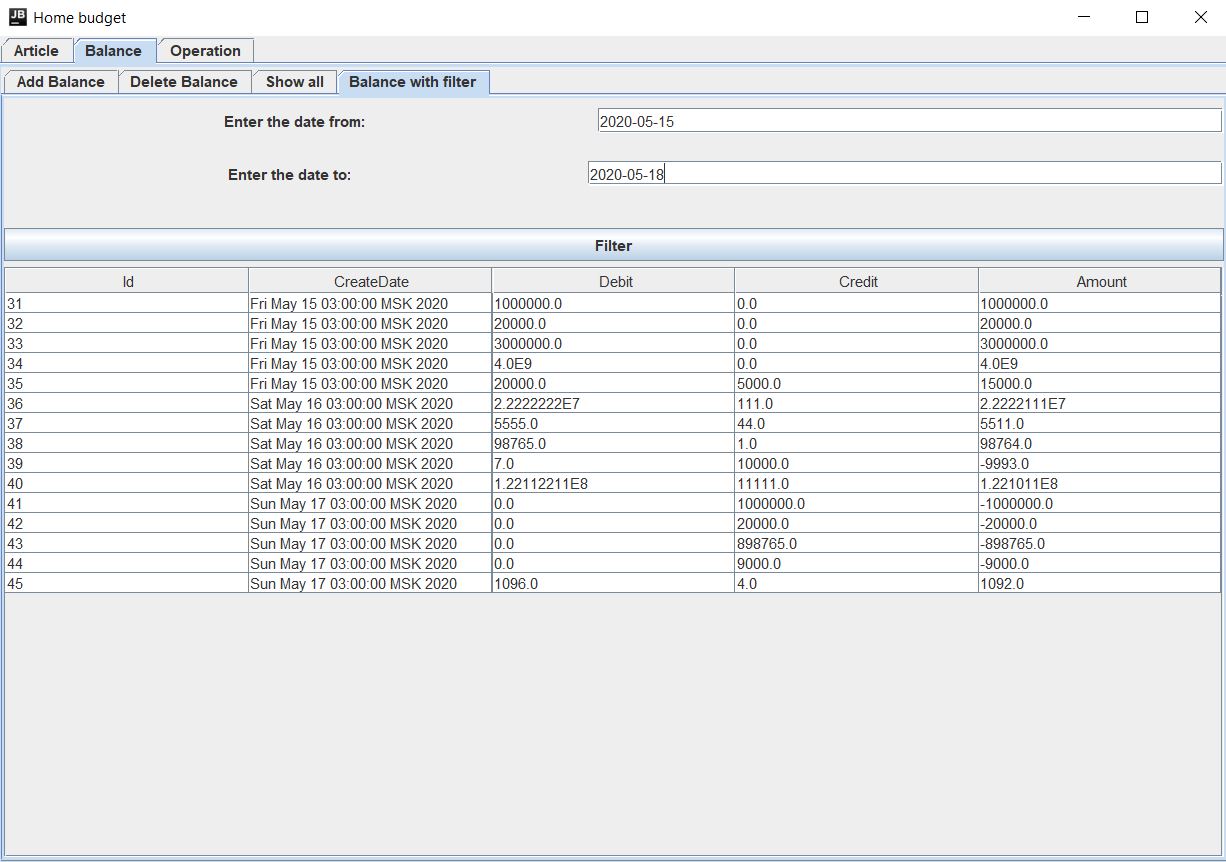 JB Home budget
Article Balance Operation
Add Balance Delete Balance Show all Balance with filter
Enter the date from: 2020-05-15
Enter the date to: 2020-05-18
Filter
Id CreateDate Debit Credit Amount
31 Fri May 15 03:00:00 MSK 2020 1000000.0 0.0 1000000.0
32 Fri May 15 03:00:00 MSK 2020 20000.0 0.0 20000.0
33 Fri May 15 03:00:00 MSK 2020 3000000.0 0.0 3000000.0
34 Fri May 15 03:00:00 MSK 2020 4.0E9 0.0 4.0E9
35 Fri May 15 03:00:00 MSK 2020 20000.0 5000.0 15000.0
36 Sat May 16 03:00:00 MSK 2020 2.2222222E7 111.0 2.2222111E7
37 Sat May 16 03:00:00 MSK 2020 5555.0 44.0 5511.0
38 Sat May 16 03:00:00 MSK 2020 98765.0 1.0 98764.0
39 Sat May 16 03:00:00 MSK 2020 7.0 10000.0 -9993.0
40 Sat May 16 03:00:00 MSK 2020 1.22112211E8 11111.0 1.221011E8
41 Sun May 17 03:00:00 MSK 2020 0.0 1000000.0 -1000000.0
42 Sun May 17 03:00:00 MSK 2020 0.0 20000.0 -20000.0
43 Sun May 17 03:00:00 MSK 2020 0.0 898765.0 -898765.0
44 Sun May 17 03:00:00 MSK 2020 0.0 9000.0 -9000.0
45 Sun May 17 03:00:00 MSK 2020 1096.0 4.0 1092.0